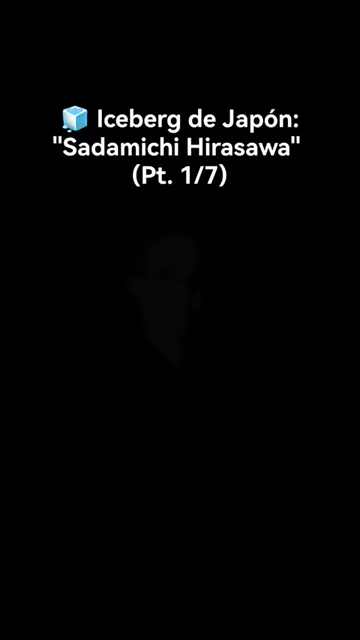 🧊 Iceberg de Japón:
"Sadamichi Hirasawa"
(Pt. 1/7)